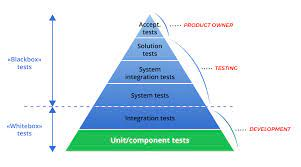 Accept.
tests
PRODUCT OWNER
Solution
tests
«Blackbox»
tests
System
integration tests
TESTING
System tests
«Whitebox»
tests
Integration tests
DEVELOPMENT
Unit/component tests